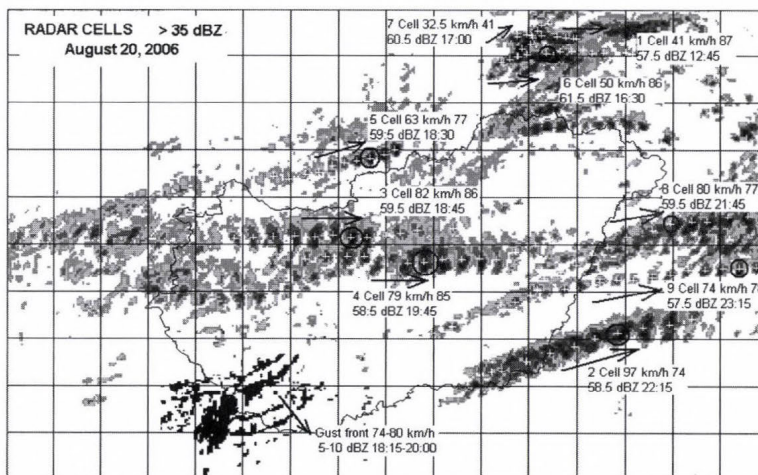 RADAR CELLS > 35 dBZ
August 20, 2006
7 Cell 32.5 km/h 41
60.5 dBZ 17:00
1 Cell 41 km/h 87
57.5 dBZ 12:45
6 Cell 50 km/h 86
61.5 dBZ 16:30
5 Cell 63 km/h 77
59.5 dBZ 18:30
3 Cell 82 km/h 86
59.5 dBZ 18:45
8 Cell 80 km/h 77
59.5 dBZ 21:45
4 Cell 79 km/h 85
58.5 dBZ 19:45
9 Cell 74 km/h
57.5 dBZ 23:15
2 Cell 97 km/h 74
58.5 dBZ 22:15
Gust front 74-80 km/h
5-10 dBZ 18:15-20:00